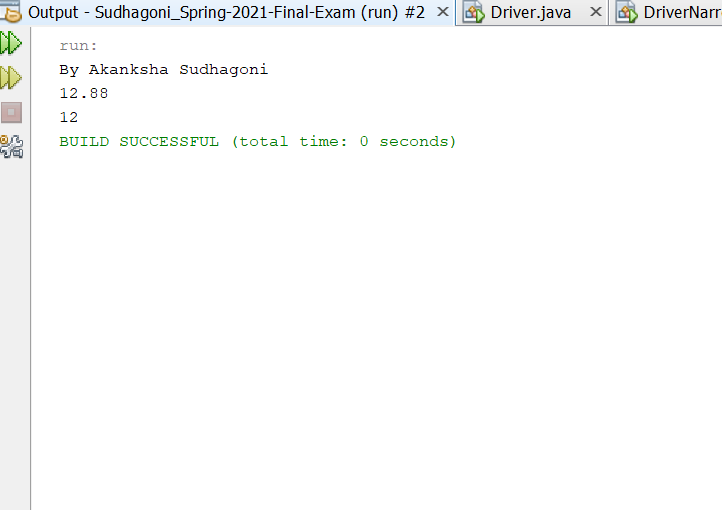 Output - Sudhagoni_Spring-2021-Final-Exam (run) #2 Driver.java DriverNarr
run:
By Akanksha Sudhagoni
12.88
12
BUILD SUCCESSFUL (total time: 0 seconds)